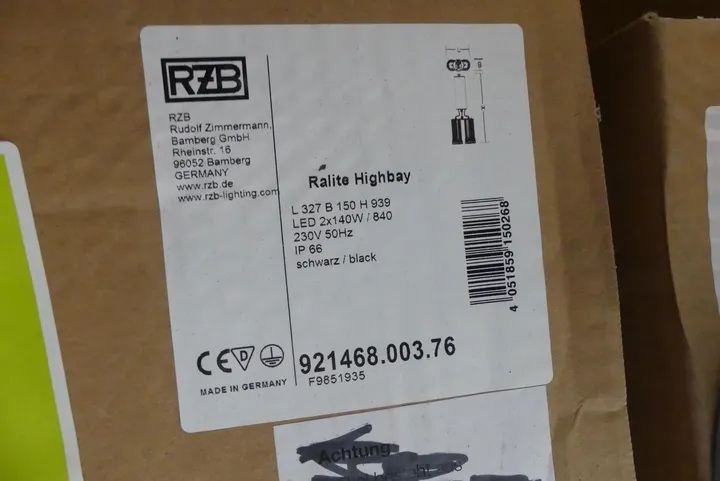 RZB
RZB
Rudolf Zimmermann,
Bamberg GmbH
Rheinstr. 16
96052 Bamberg
GERMANY
www.rzb.de
www.rzb-lighting.com
L
B
H
Ralite Highbay
L 327 B 150 H 939
LED 2x140W / 840
230V 50Hz
IP 66
schwarz / black
4 051859 150268
CE D
MADE IN GERMANY
921468.003.76
F9851935
Achtung